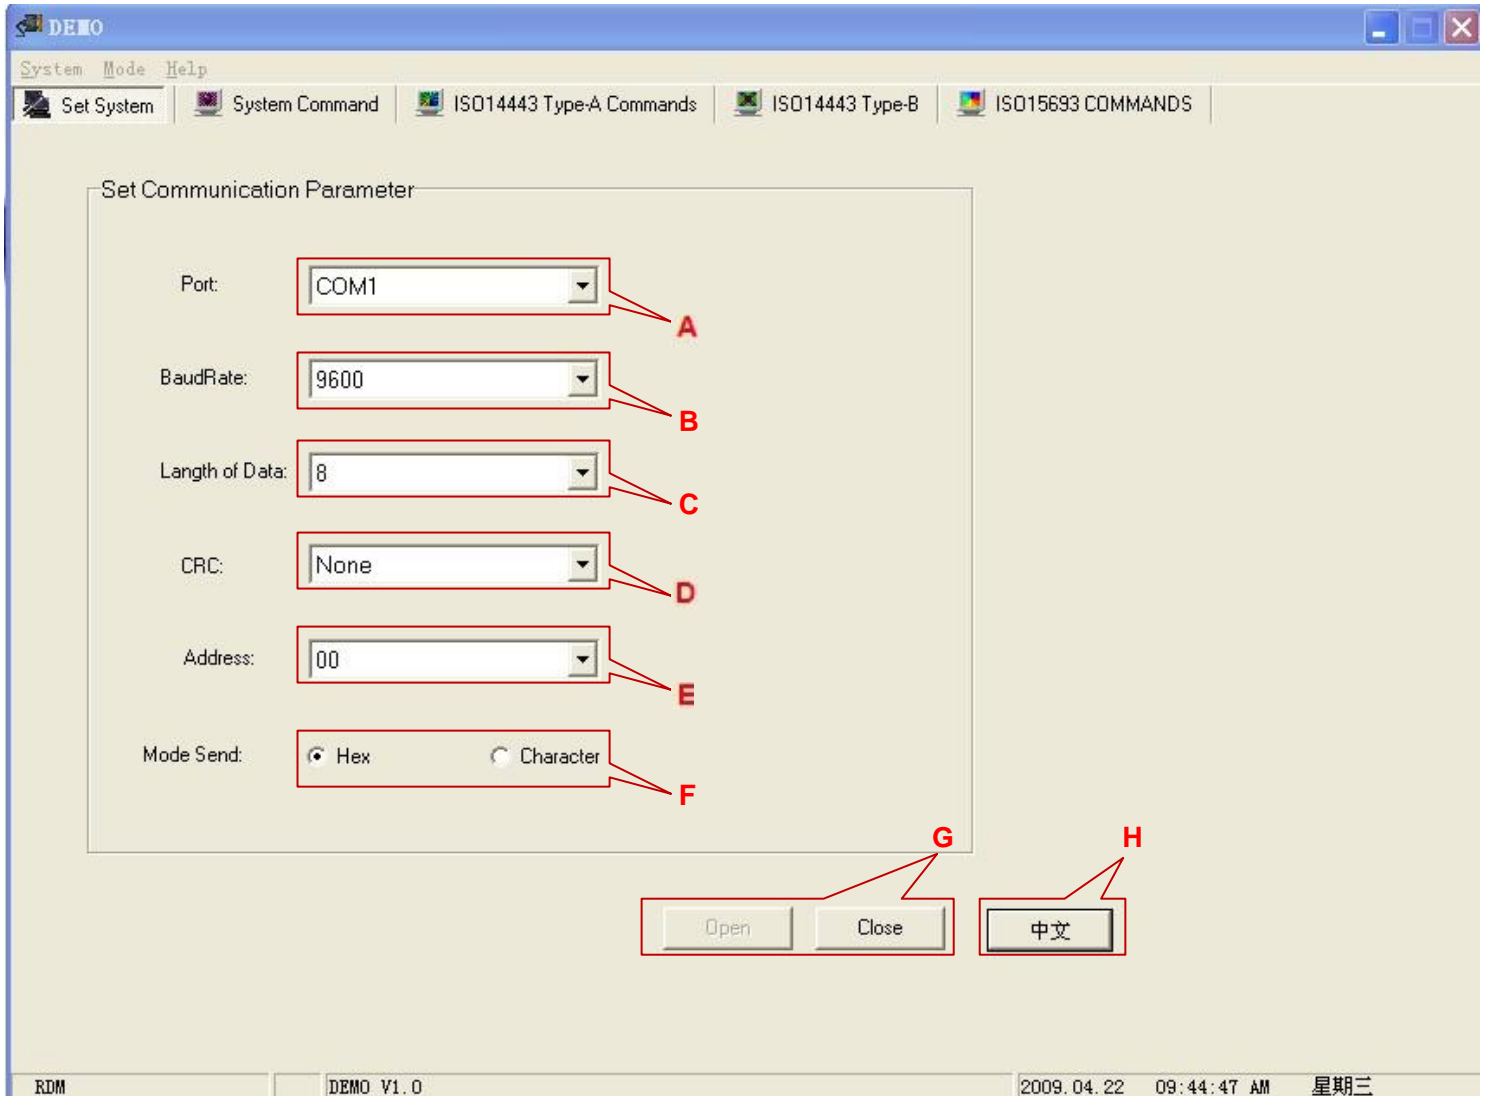 DEMO
System Mode Help
Set System System Command ISO14443 Type-A Commands ISO14443 Type-B ISO15693 COMMANDS
Set Communication Parameter
Port: COM1
A
BaudRate: 9600
B
Langth of Data: 8
C
CRC: None
D
Address: 00
E
Mode Send: Hex Character
F
G H
Open Close 中文
RDM DEMO V1.0 2009.04.22 09:44:47 AM 星期三